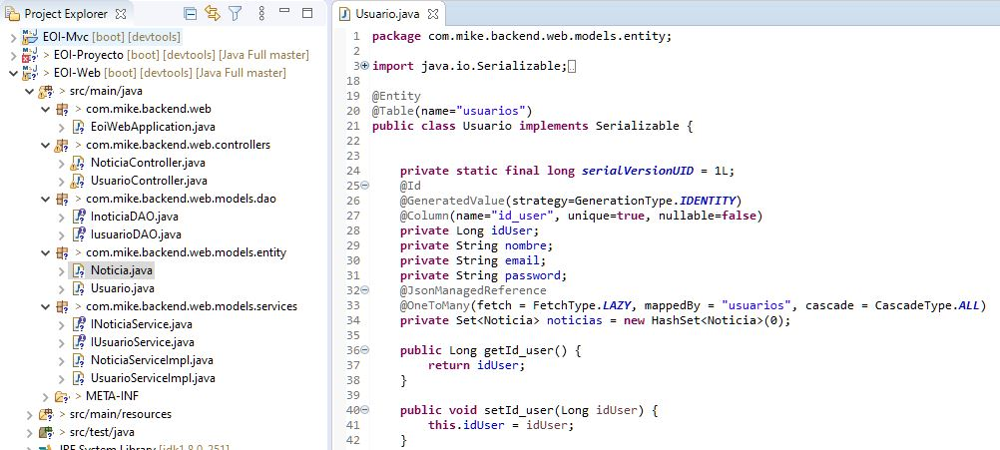 Project Explorer
EOI-Mvc [boot] [devtools]
> EOI-Proyecto [boot] [devtools] [Java Full master]
> EOI-Web [boot] [devtools] [Java Full master]
> src/main/java
> com.mike.backend.web
> EoiWebApplication.java
> com.mike.backend.web.controllers
> NoticiaController.java
> UsuarioController.java
> com.mike.backend.web.models.dao
> InoticiaDAO.java
> IusuarioDAO.java
> com.mike.backend.web.models.entity
> Noticia.java
> Usuario.java
> com.mike.backend.web.models.services
> INoticiaService.java
> IUsuarioService.java
> NoticiaServiceImpl.java
> UsuarioServiceImpl.java
> META-INF
> src/main/resources
> src/test/java
JRE System Library [jdk1.8.0_251]
Usuario.java
1 package com.mike.backend.web.models.entity;
2
3 import java.io.Serializable;
18
19 @Entity
20 @Table(name="usuarios")
21 public class Usuario implements Serializable {
22
23
24 private static final long serialVersionUID = 1L;
25 @Id
26 @GeneratedValue(strategy=GenerationType.IDENTITY)
27 @Column(name="id_user", unique=true, nullable=false)
28 private Long idUser;
29 private String nombre;
30 private String email;
31 private String password;
32 @JsonManagedReference
33 @OneToMany(fetch = FetchType.LAZY, mappedBy = "usuarios", cascade = CascadeType.ALL)
34 private Set<Noticia> noticias = new HashSet<Noticia>(0);
35
36 public Long getId_user() {
37 return idUser;
38 }
39
40 public void setId_user(Long idUser) {
41 this.idUser = idUser;
42 }